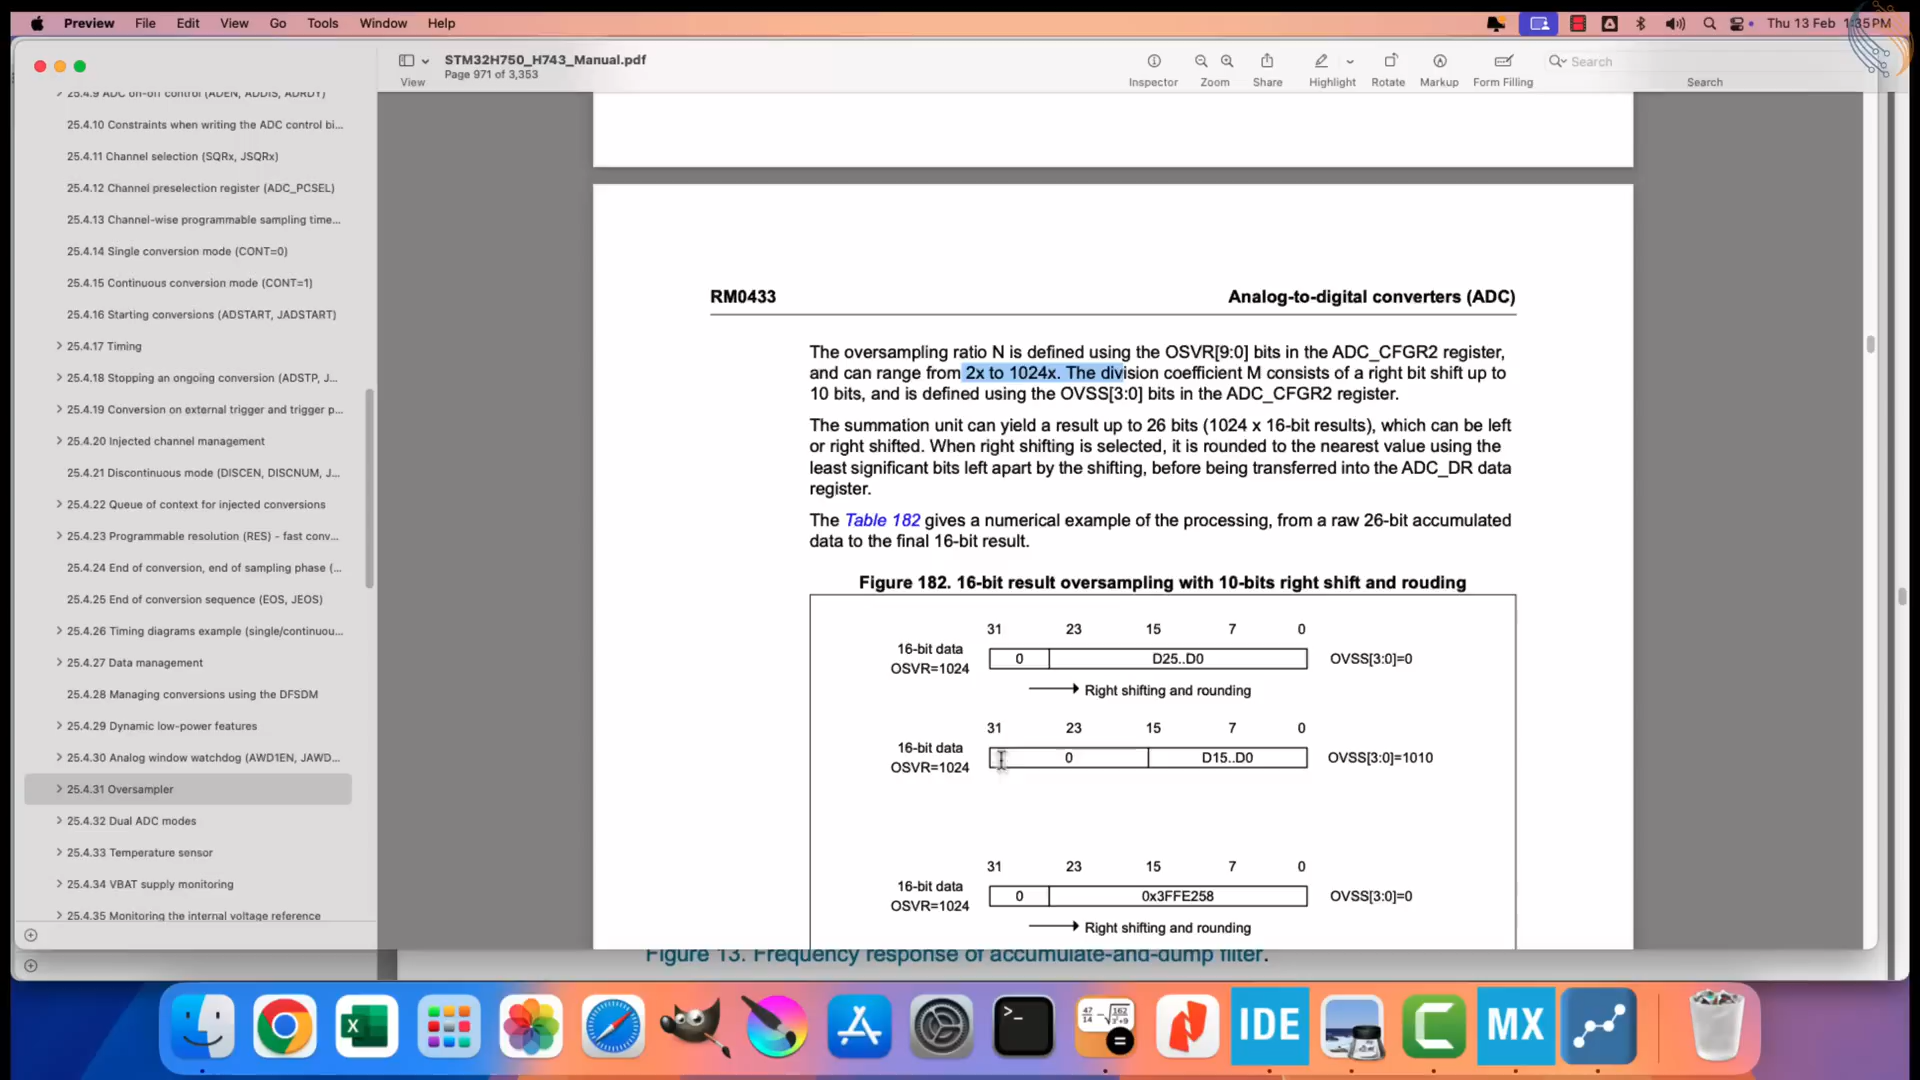 Preview File Edit View Go Tools Window Help
Thu 13 Feb 1:35PM
STM32H750_H743_Manual.pdf
Page 971 of 3,353
View
Inspector
Zoom
Share
Highlight
Rotate
Markup
Form Filling
Search
Search
25.4.9 ADC on-off control (ADEN, ADDIS, ADRDY)
25.4.10 Constraints when writing the ADC control bi...
25.4.11 Channel selection (SQRx, JSQRx)
25.4.12 Channel preselection register (ADC_PCSEL)
25.4.13 Channel-wise programmable sampling time...
25.4.14 Single conversion mode (CONT=0)
25.4.15 Continuous conversion mode (CONT=1)
25.4.16 Starting conversions (ADSTART, JADSTART)
25.4.17 Timing
25.4.18 Stopping an ongoing conversion (ADSTP, J...
25.4.19 Conversion on external trigger and trigger p...
25.4.20 Injected channel management
25.4.21 Discontinuous mode (DISCEN, DISCNUM, J...
25.4.22 Queue of context for injected conversions
25.4.23 Programmable resolution (RES) - fast conv...
25.4.24 End of conversion, end of sampling phase (...
25.4.25 End of conversion sequence (EOS, JEOS)
25.4.26 Timing diagrams example (single/continuou...
25.4.27 Data management
25.4.28 Managing conversions using the DFSDM
25.4.29 Dynamic low-power features
25.4.30 Analog window watchdog (AWD1EN, JAWD...
25.4.31 Oversampler
25.4.32 Dual ADC modes
25.4.33 Temperature sensor
25.4.34 VBAT supply monitoring
25.4.35 Monitoring the internal voltage reference
RM0433 Analog-to-digital converters (ADC)
The oversampling ratio N is defined using the OSVR[9:0] bits in the ADC_CFGR2 register,
and can range from 2x to 1024x. The division coefficient M consists of a right bit shift up to
10 bits, and is defined using the OVSS[3:0] bits in the ADC_CFGR2 register.
The summation unit can yield a result up to 26 bits (1024 x 16-bit results), which can be left
or right shifted. When right shifting is selected, it is rounded to the nearest value using the
least significant bits left apart by the shifting, before being transferred into the ADC_DR data
register.
The Table 182 gives a numerical example of the processing, from a raw 26-bit accumulated
data to the final 16-bit result.
Figure 182. 16-bit result oversampling with 10-bits right shift and rouding
31 23 15 7 0
16-bit data
OSVR=1024
0 D25..D0 OVSS[3:0]=0
Right shifting and rounding
31 23 15 7 0
16-bit data
OSVR=1024
0 D15..D0 OVSS[3:0]=1010
31 23 15 7 0
16-bit data
OSVR=1024
0 0x3FFE258 OVSS[3:0]=0
Right shifting and rounding
Figure 13. Frequency response of accumulate-and-dump filter.
IDE
MX